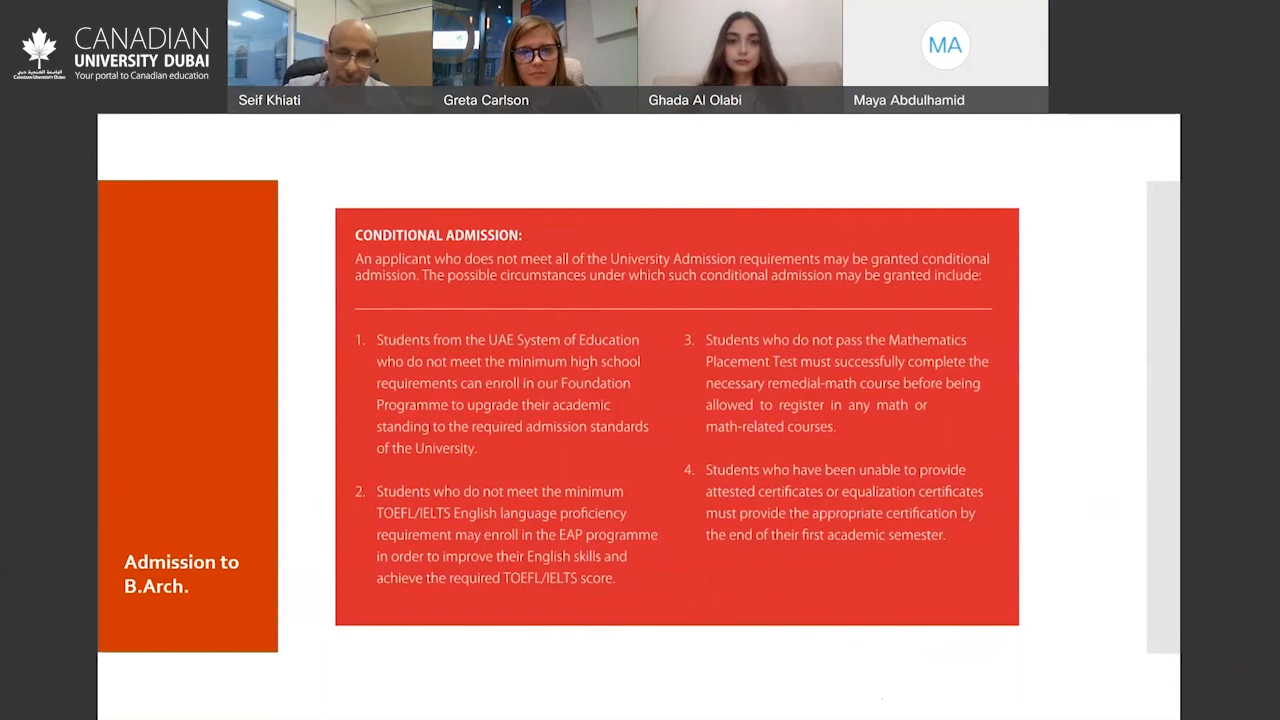 CANADIAN
UNIVERSITY DUBAI
Your portal to Canadian education
الجامعة الكندية دبي
CANADIAN UNIVERSITY DUBAI
MA
Seif Khiati
Greta Carlson
Ghada Al Olabi
Maya Abdulhamid
Admission to
B.Arch.
CONDITIONAL ADMISSION:
An applicant who does not meet all of the University Admission requirements may be granted conditional
admission. The possible circumstances under which such conditional admission may be granted include:
1. Students from the UAE System of Education
who do not meet the minimum high school
requirements can enroll in our Foundation
Programme to upgrade their academic
standing to the required admission standards
of the University.
2. Students who do not meet the minimum
TOEFL/IELTS English language proficiency
requirement may enroll in the EAP programme
in order to improve their English skills and
achieve the required TOEFL/IELTS score.
3. Students who do not pass the Mathematics
Placement Test must successfully complete the
necessary remedial-math course before being
allowed to register in any math or
math-related courses.
4. Students who have been unable to provide
attested certificates or equalization certificates
must provide the appropriate certification by
the end of their first academic semester.